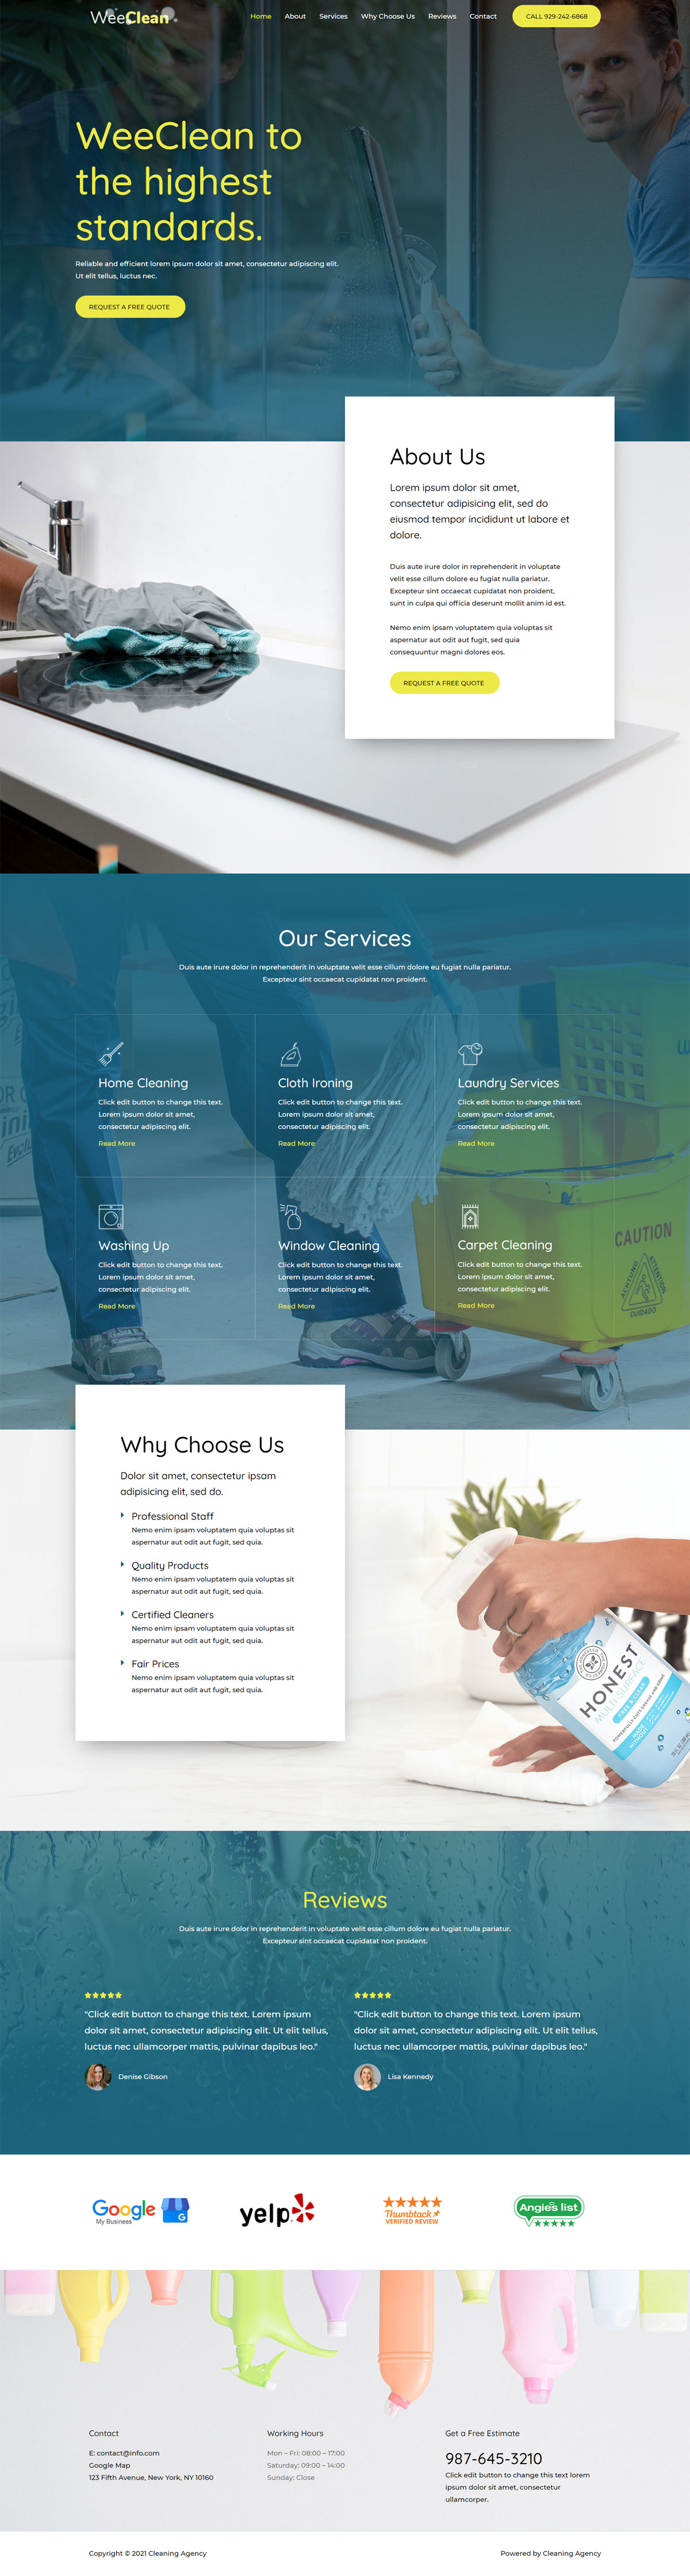 WeeClean
Home About Services Why Choose Us Reviews Contact
CALL 929-242-6868
WeeClean to
the highest
standards.
Reliable and efficient lorem ipsum dolor sit amet, consectetur adipiscing elit.
Ut elit tellus, luctus nec.
REQUEST A FREE QUOTE
About Us
Lorem ipsum dolor sit amet,
consectetur adipisicing elit, sed do
eiusmod tempor incididunt ut labore et
dolore.
Duis aute irure dolor in reprehenderit in voluptate
velit esse cillum dolore eu fugiat nulla pariatur.
Excepteur sint occaecat cupidatat non proident,
sunt in culpa qui officia deserunt mollit anim id est.
Nemo enim ipsam voluptatem quia voluptas sit
aspernatur aut odit aut fugit, sed quia
consequuntur magni dolores eos.
REQUEST A FREE QUOTE
Our Services
Duis aute irure dolor in reprehenderit in voluptate velit esse cillum dolore eu fugiat nulla pariatur.
Excepteur sint occaecat cupidatat non proident.
Home Cleaning
Click edit button to change this text.
Lorem ipsum dolor sit amet,
consectetur adipiscing elit.
Read More
Cloth Ironing
Click edit button to change this text.
Lorem ipsum dolor sit amet,
consectetur adipiscing elit.
Read More
Laundry Services
Click edit button to change this text.
Lorem ipsum dolor sit amet,
consectetur adipiscing elit.
Read More
Washing Up
Click edit button to change this text.
Lorem ipsum dolor sit amet,
consectetur adipiscing elit.
Read More
Window Cleaning
Click edit button to change this text.
Lorem ipsum dolor sit amet,
consectetur adipiscing elit.
Read More
Carpet Cleaning
Click edit button to change this text.
Lorem ipsum dolor sit amet,
consectetur adipiscing elit.
Read More
CAUTION
ACHTUNG
ATTENTION
CUIDADO
Why Choose Us
Dolor sit amet, consectetur ipsam
adipisicing elit, sed do.
Professional Staff
Nemo enim ipsam voluptatem quia voluptas sit
aspernatur aut odit aut fugit, sed quia.
Quality Products
Nemo enim ipsam voluptatem quia voluptas sit
aspernatur aut odit aut fugit, sed quia.
Certified Cleaners
Nemo enim ipsam voluptatem quia voluptas sit
aspernatur aut odit aut fugit, sed quia.
Fair Prices
Nemo enim ipsam voluptatem quia voluptas sit
aspernatur aut odit aut fugit, sed quia.
HONEST
MULTI-SURFACE
FREE & CLEAR
POWERFULLY CUTS GREASE AND GRIME
MADE
WITHOUT
Reviews
Duis aute irure dolor in reprehenderit in voluptate velit esse cillum dolore eu fugiat nulla pariatur.
Excepteur sint occaecat cupidatat non proident.
"Click edit button to change this text. Lorem ipsum
dolor sit amet, consectetur adipiscing elit. Ut elit tellus,
luctus nec ullamcorper mattis, pulvinar dapibus leo."
Denise Gibson
"Click edit button to change this text. Lorem ipsum
dolor sit amet, consectetur adipiscing elit. Ut elit tellus,
luctus nec ullamcorper mattis, pulvinar dapibus leo."
Lisa Kennedy
Google
My Business
G
yelp
Thumbtack
VERIFIED REVIEW
Angie's list
Contact
E: contact@info.com
Google Map
123 Fifth Avenue, New York, NY 10160
Working Hours
Mon – Fri: 08:00 – 17:00
Saturday: 09:00 – 14:00
Sunday: Close
Get a Free Estimate
987-645-3210
Click edit button to change this text lorem
ipsum dolor sit amet, consectetur
ullamcorper.
Copyright © 2021 Cleaning Agency
Powered by Cleaning Agency